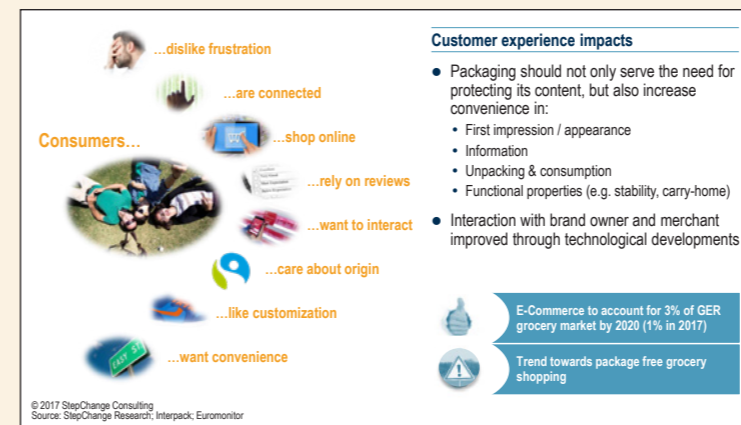 …dislike frustration
…are connected
Consumers…
…shop online
…rely on reviews
…want to interact
…care about origin
…like customization
EASY ST
…want convenience
Customer experience impacts
● Packaging should not only serve the need for
protecting its content, but also increase
convenience in:
• First impression / appearance
• Information
• Unpacking & consumption
• Functional properties (e.g. stability, carry-home)
● Interaction with brand owner and merchant
improved through technological developments
E-Commerce to account for 3% of GER
grocery market by 2020 (1% in 2017)
Trend towards package free grocery
shopping
© 2017 StepChange Consulting
Source: StepChange Research; Interpack; Euromonitor